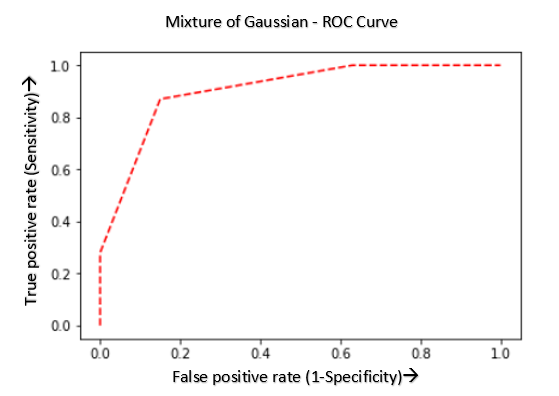 Mixture of Gaussian - ROC Curve
True positive rate (Sensitivity)→
1.0
0.8
0.6
0.4
0.2
0.0
0.0 0.2 0.4 0.6 0.8 1.0
False positive rate (1-Specificity)→